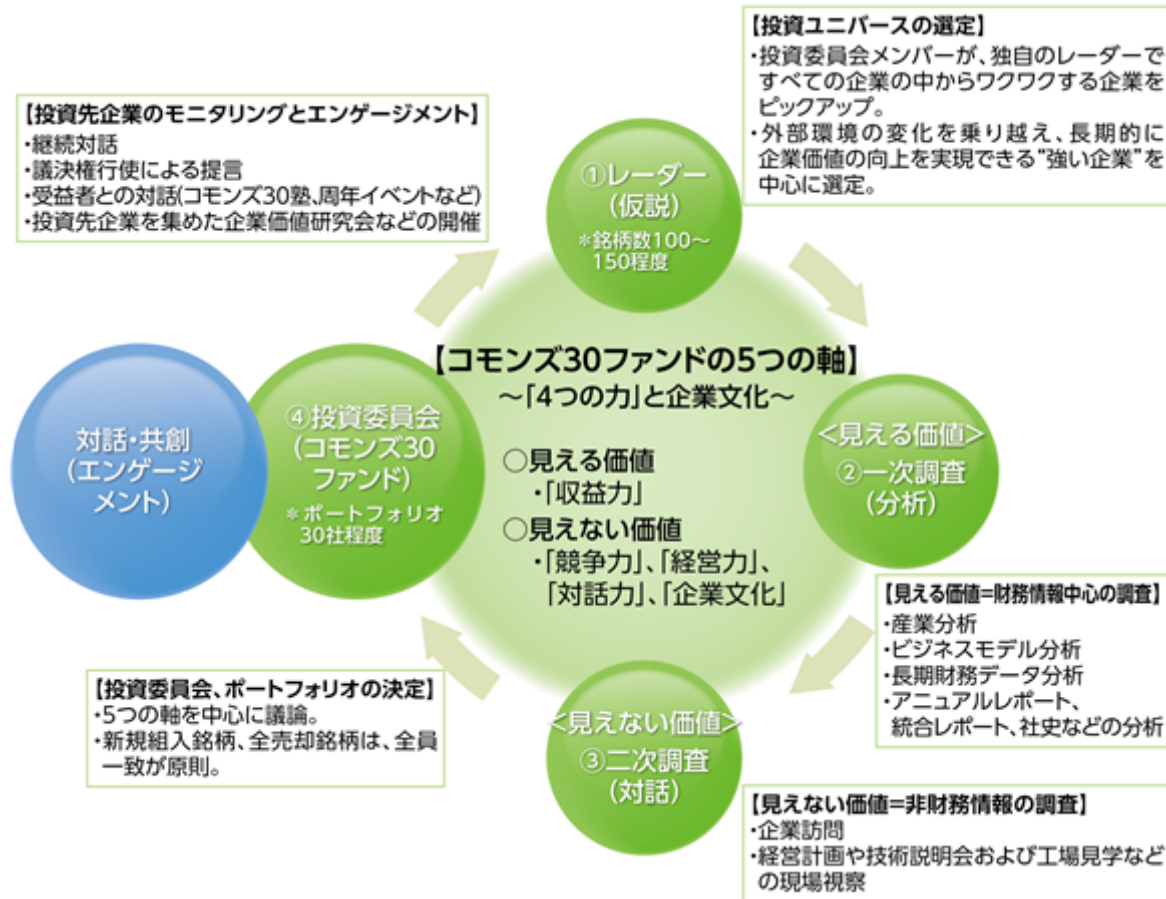 【投資ユニバースの選定】
・投資委員会メンバーが、独自のレーダーで
すべての企業の中からワクワクする企業を
ピックアップ。
・外部環境の変化を乗り越え、長期的に
企業価値の向上を実現できる“強い企業”を
中心に選定。
【投資先企業のモニタリングとエンゲージメント】
・継続対話
・議決権行使による提言
・受益者との対話(コモンズ30塾、周年イベントなど)
・投資先企業を集めた企業価値研究会などの開催
①レーダー
(仮説)
＊銘柄数100～
150程度
【コモンズ30ファンドの5つの軸】
～「4つの力」と企業文化～
○見える価値
・「収益力」
○見えない価値
・「競争力」、「経営力」、
「対話力」、「企業文化」
対話・共創
(エンゲージ
メント)
④投資委員会
(コモンズ30
ファンド)
＊ポートフォリオ
30社程度
<見える価値>
②一次調査
(分析)
【見える価値=財務情報中心の調査】
・産業分析
・ビジネスモデル分析
・長期財務データ分析
・アニュアルレポート、
統合レポート、社史などの分析
【投資委員会、ポートフォリオの決定】
・5つの軸を中心に議論。
・新規組入銘柄、全売却銘柄は、全員
一致が原則。
<見えない価値>
③二次調査
(対話)
【見えない価値=非財務情報の調査】
・企業訪問
・経営計画や技術説明会および工場見学など
の現場視察